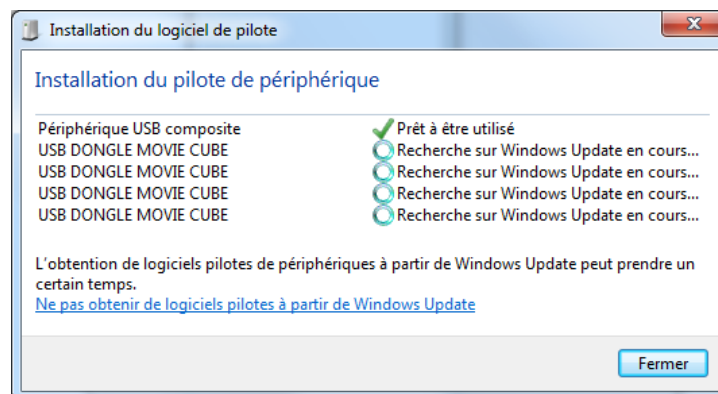 Installation du logiciel de pilote
Installation du pilote de périphérique
Périphérique USB composite Prêt à être utilisé
USB DONGLE MOVIE CUBE Recherche sur Windows Update en cours...
USB DONGLE MOVIE CUBE Recherche sur Windows Update en cours...
USB DONGLE MOVIE CUBE Recherche sur Windows Update en cours...
USB DONGLE MOVIE CUBE Recherche sur Windows Update en cours...
L'obtention de logiciels pilotes de périphériques à partir de Windows Update peut prendre un
certain temps.
Ne pas obtenir de logiciels pilotes à partir de Windows Update
Fermer